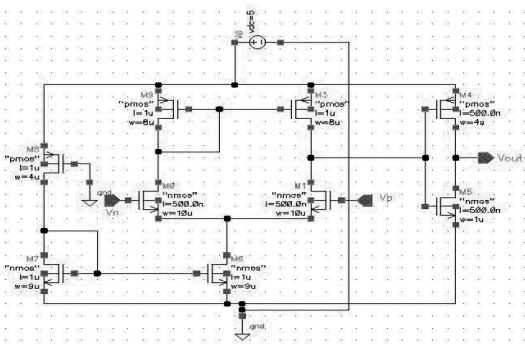 V0
vdc=5
M9
"pmos"
l=1u
w=8u
M3
"pmos"
l=1u
w=8u
M4
"pmos"
l=500.0n
w=4u
M8
"pmos"
l=1u
w=4u
gnd
M0
"nmos"
l=500.0n
w=10u
Vn
M1
"nmos"
l=500.0n
w=10u
Vp
Vout
M5
"nmos"
l=500.0n
w=1u
M7
"nmos"
l=1u
w=9u
M6
"nmos"
l=1u
w=9u
gnd